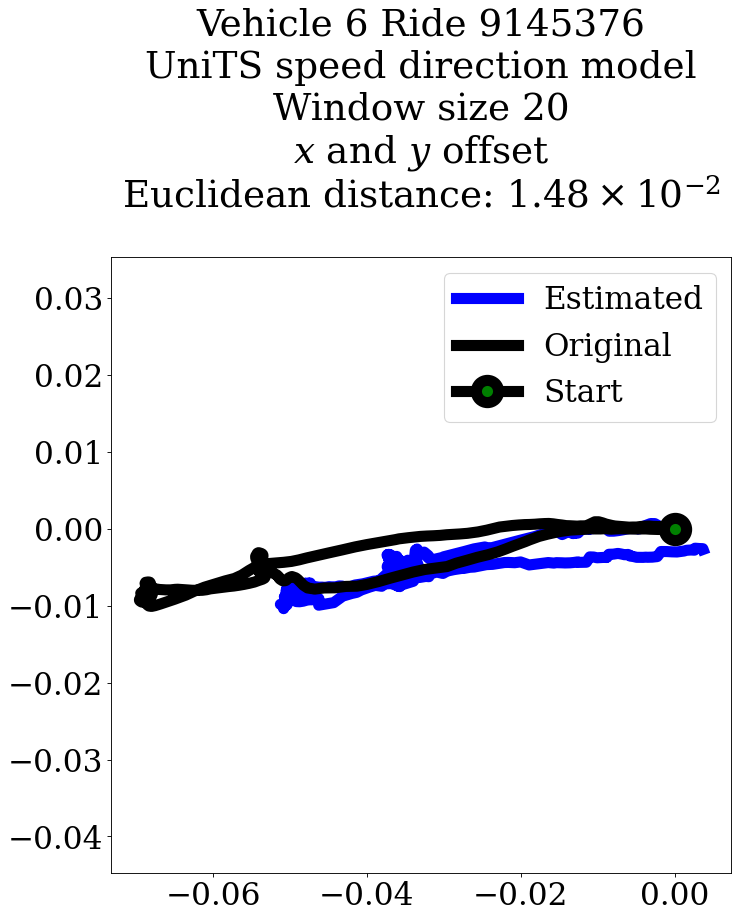 Vehicle 6 Ride 9145376
UniTS speed direction model
Window size 20
x and y offset
Euclidean distance: 1.48 × 10⁻²
Estimated
Original
Start
0.03
0.02
0.01
0.00
−0.01
−0.02
−0.03
−0.04
−0.06 −0.04 −0.02 0.00